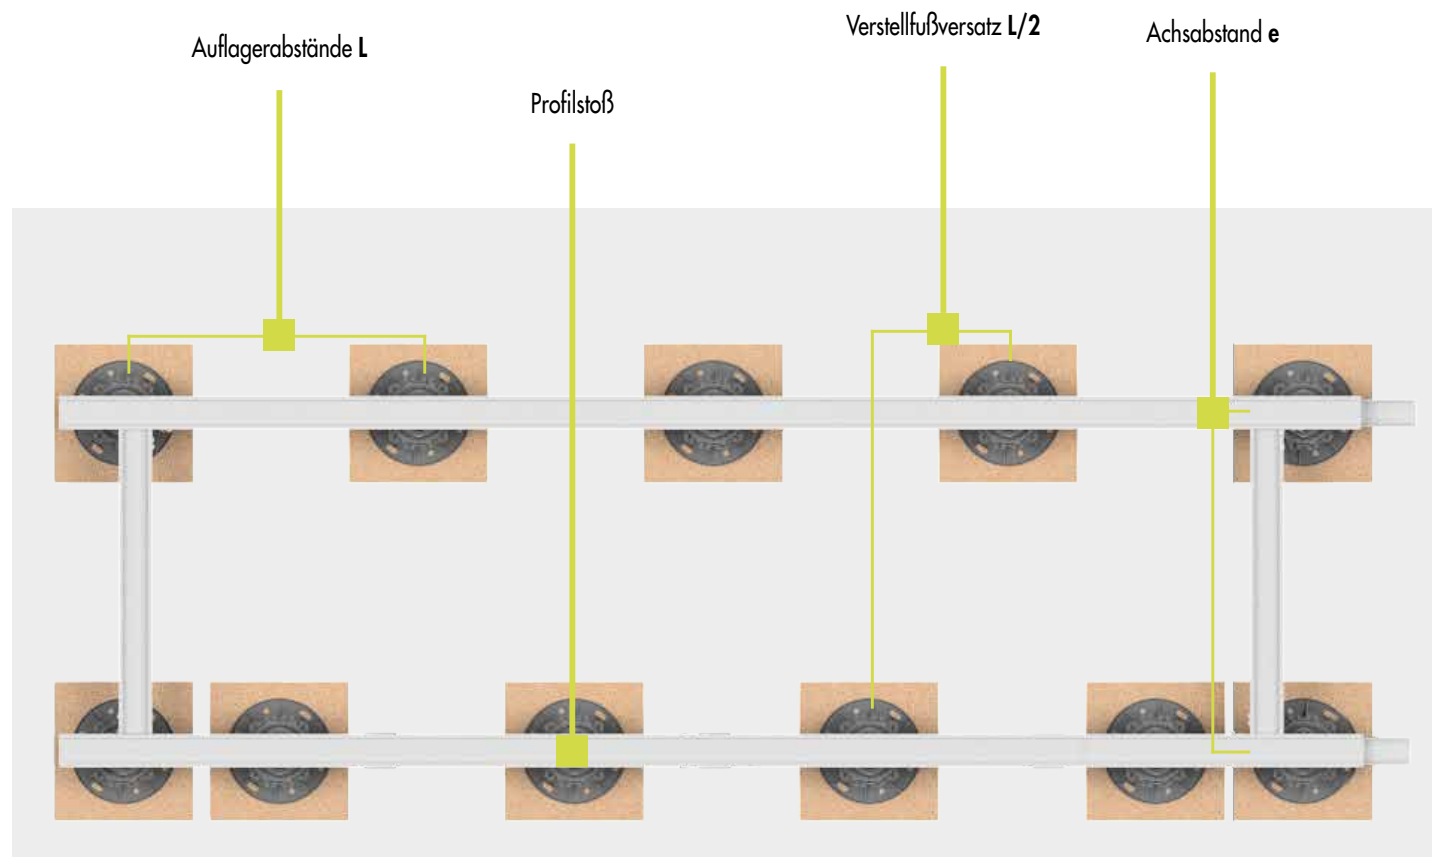 Auflagerabstände L
Profilstoß
Verstellfußversatz L/2
Achsabstand e